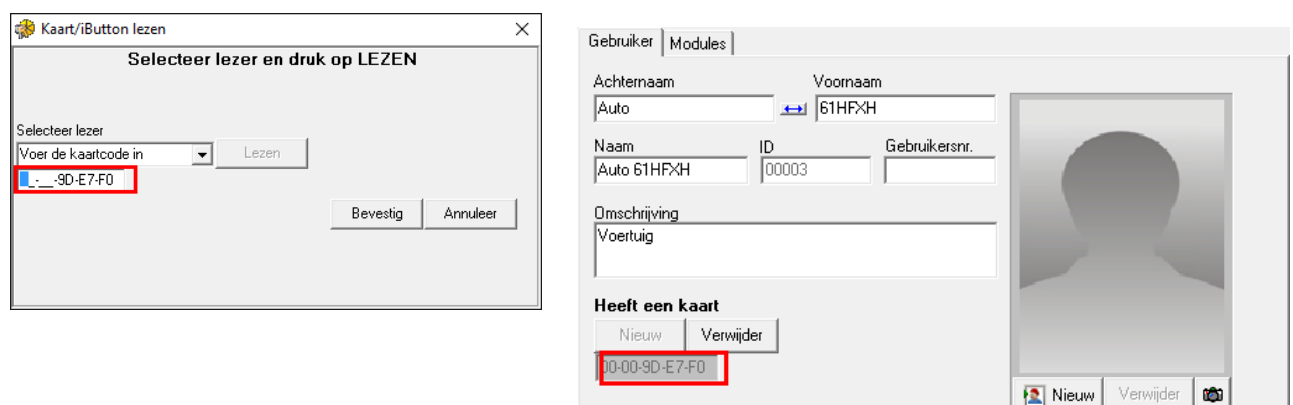 Kaart/iButton lezen
Selecteer lezer en druk op LEZEN
Selecteer lezer
Voer de kaartcode in Lezen
_-__-9D-E7-F0
Bevestig Annuleer
Gebruiker Modules
Achternaam Voornaam
Auto 61HFXH
Naam ID Gebruikersnr.
Auto 61HFXH 00003
Omschrijving
Voertuig
Heeft een kaart
Nieuw Verwijder
00-00-9D-E7-F0
Nieuw Verwijder